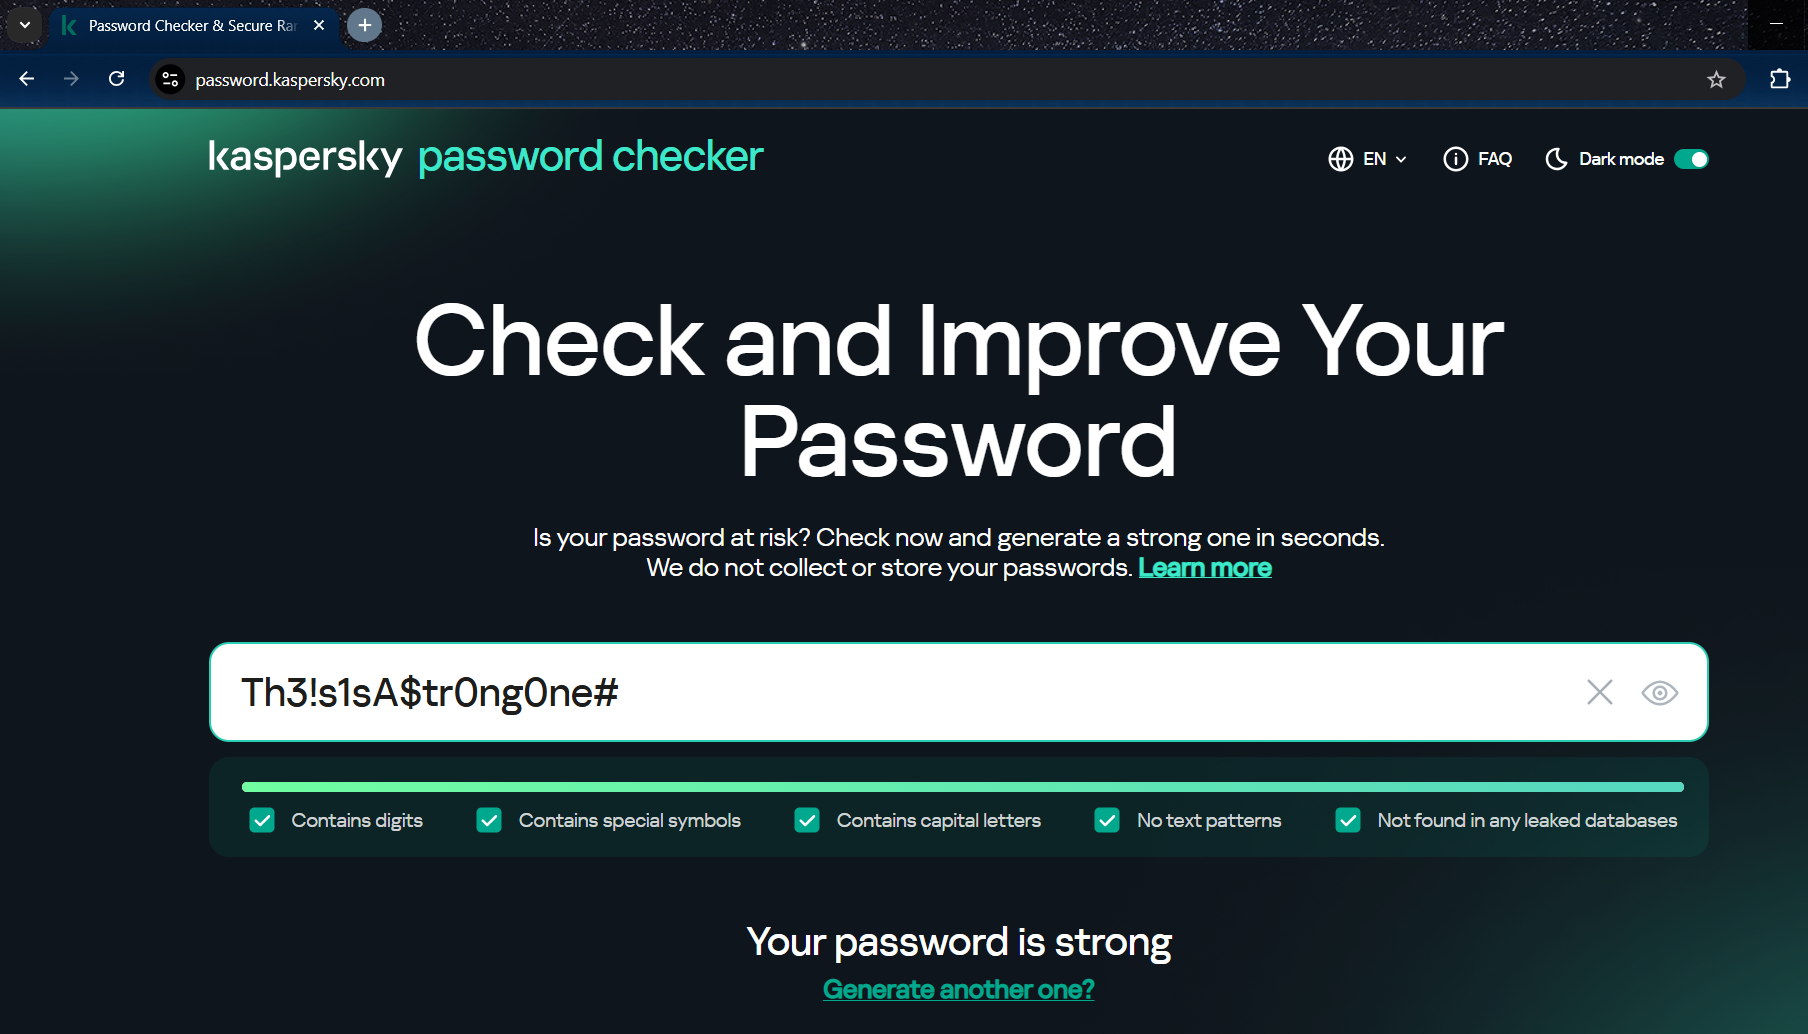 Password Checker & Secure Ra
password.kaspersky.com
kaspersky password checker
EN
FAQ
Dark mode
Check and Improve Your
Password
Is your password at risk? Check now and generate a strong one in seconds.
We do not collect or store your passwords. Learn more
Th3!s1sA$tr0ng0ne#
Contains digits
Contains special symbols
Contains capital letters
No text patterns
Not found in any leaked databases
Your password is strong
Generate another one?